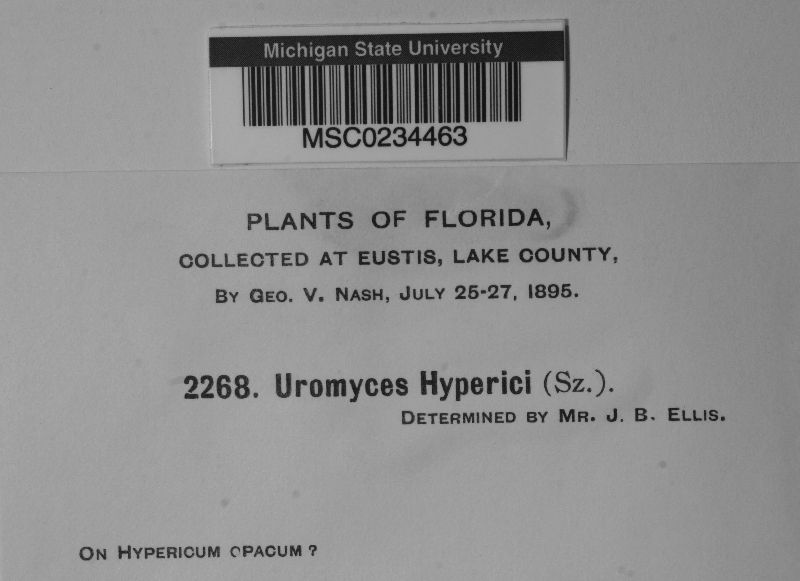 Michigan State University
MSC0234463
PLANTS OF FLORIDA,
COLLECTED AT EUSTIS, LAKE COUNTY,
BY GEO. V. NASH, JULY 25-27, 1895.
2268. Uromyces Hyperici (Sz.).
DETERMINED BY MR. J. B. ELLIS.
ON HYPERICUM OPACUM ?